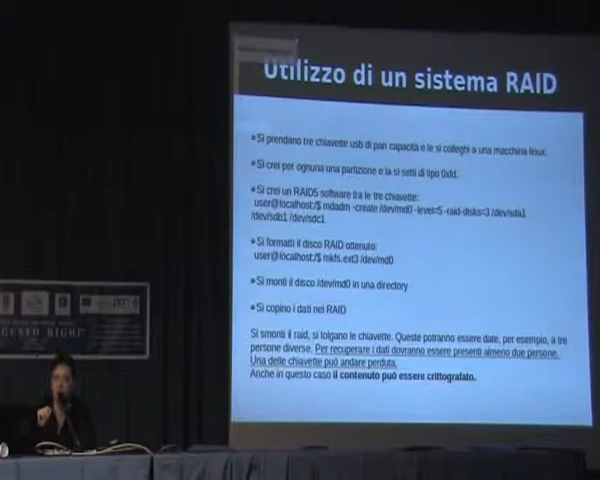 Utilizzo di un sistema RAID
Si prendano tre chiavette usb di pari capacità e le si colleghi a una macchina linux.
Si crei per ognuna una partizione e la si setti di tipo 0xfd.
Si crei un RAID5 software tra le tre chiavette:
user@localhost:/$ mdadm -create /dev/md0 -level=5 -raid-disks=3 /dev/sda1
/dev/sdb1 /dev/sdc1
Si formatti il disco RAID ottenuto:
user@localhost:/$ mkfs.ext3 /dev/md0
Si monti il disco /dev/md0 in una directory
Si copino i dati nel RAID
Si smonti il raid, si tolgano le chiavette. Queste potranno essere date, per esempio, a tre
persone diverse. Per recuperare i dati dovranno essere presenti almeno due persone.
Una delle chiavette può andare perduta.
Anche in questo caso il contenuto può essere crittografato.